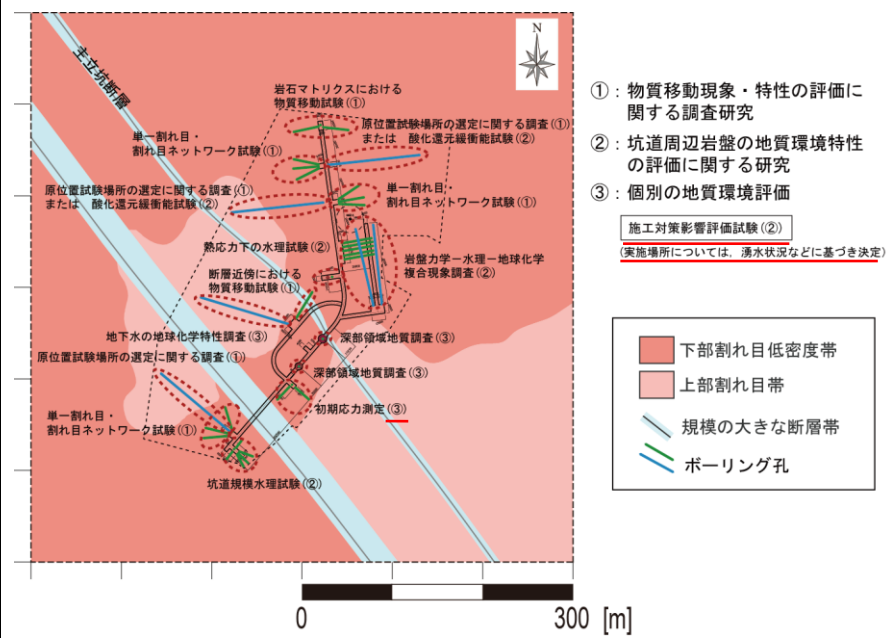 N
主立坑断層
岩石マトリクスにおける
物質移動試験(①)
原位置試験場所の選定に関する調査(①)
または 酸化還元緩衝能試験(②)
単一割れ目・
割れ目ネットワーク試験(①)
原位置試験場所の選定に関する調査(①)
または 酸化還元緩衝能試験(②)
単一割れ目・
割れ目ネットワーク試験(①)
熱応力下の水理試験(②)
岩盤力学－水理－地球化学
複合現象調査(②)
断層近傍における
物質移動試験(①)
地下水の地球化学特性調査(③)
深部領域地質調査(③)
原位置試験場所の選定に関する調査(①)
深部領域地質調査(③)
初期応力測定(③)
単一割れ目・
割れ目ネットワーク試験(①)
坑道規模水理試験(②)
0
300 [m]
①：物質移動現象・特性の評価に
関する調査研究
②：坑道周辺岩盤の地質環境特性
の評価に関する研究
③：個別の地質環境評価
施工対策影響評価試験(②)
(実施場所については，湧水状況などに基づき決定)
下部割れ目低密度帯
上部割れ目帯
規模の大きな断層帯
ボーリング孔